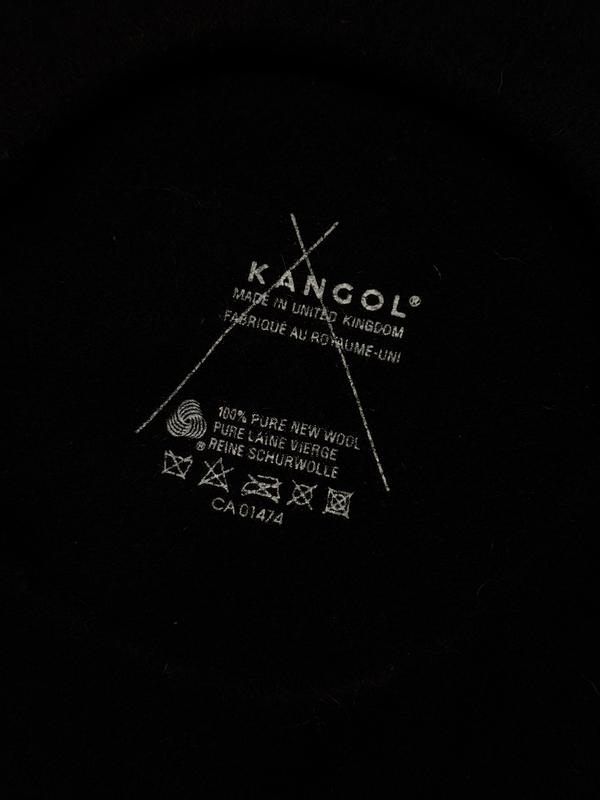 KANGOL®
MADE IN UNITED KINGDOM
FABRIQUÉ AU ROYAUME-UNI
100% PURE NEW WOOL
PURE LAINE VIERGE
® REINE SCHURWOLLE
CA 01474